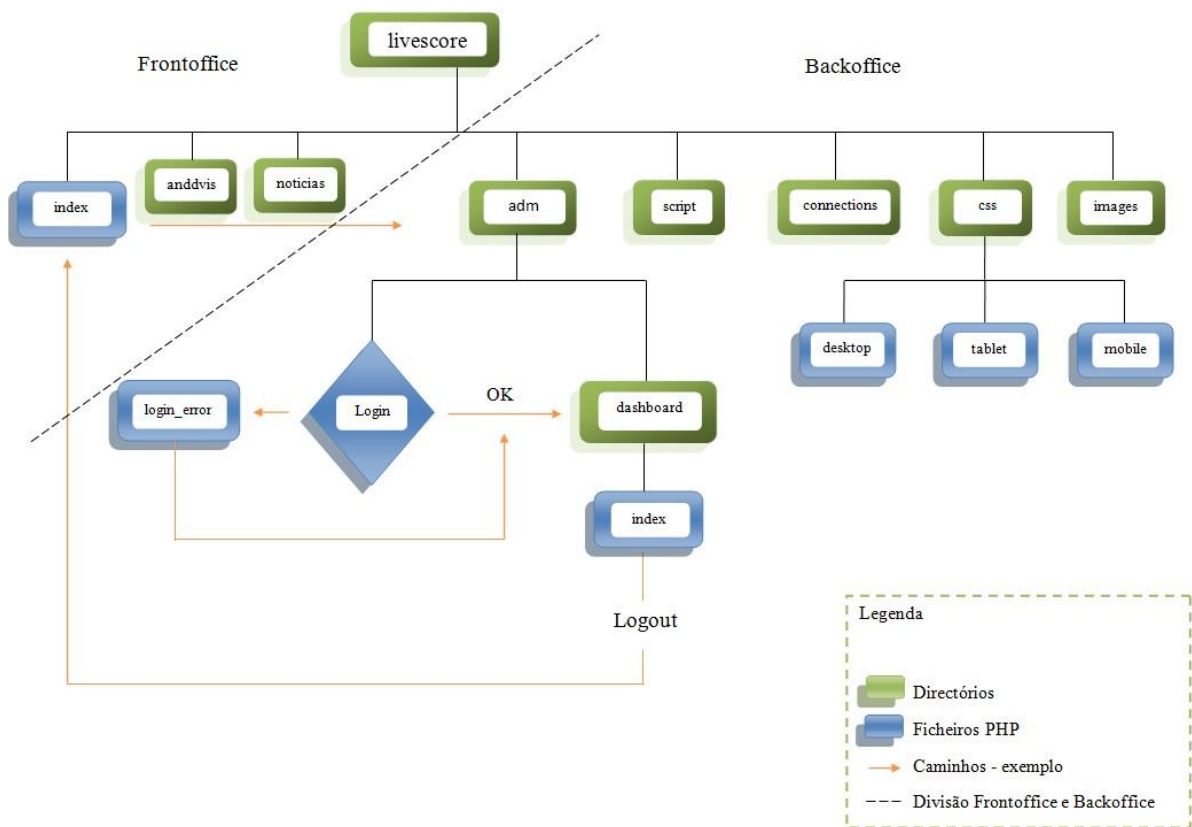 livescore
Frontoffice
Backoffice
index
anddvis
noticias
adm
script
connections
css
images
desktop
tablet
mobile
login_error
Login
OK
dashboard
index
Logout
Legenda
Directórios
Ficheiros PHP
Caminhos - exemplo
Divisão Frontoffice e Backoffice